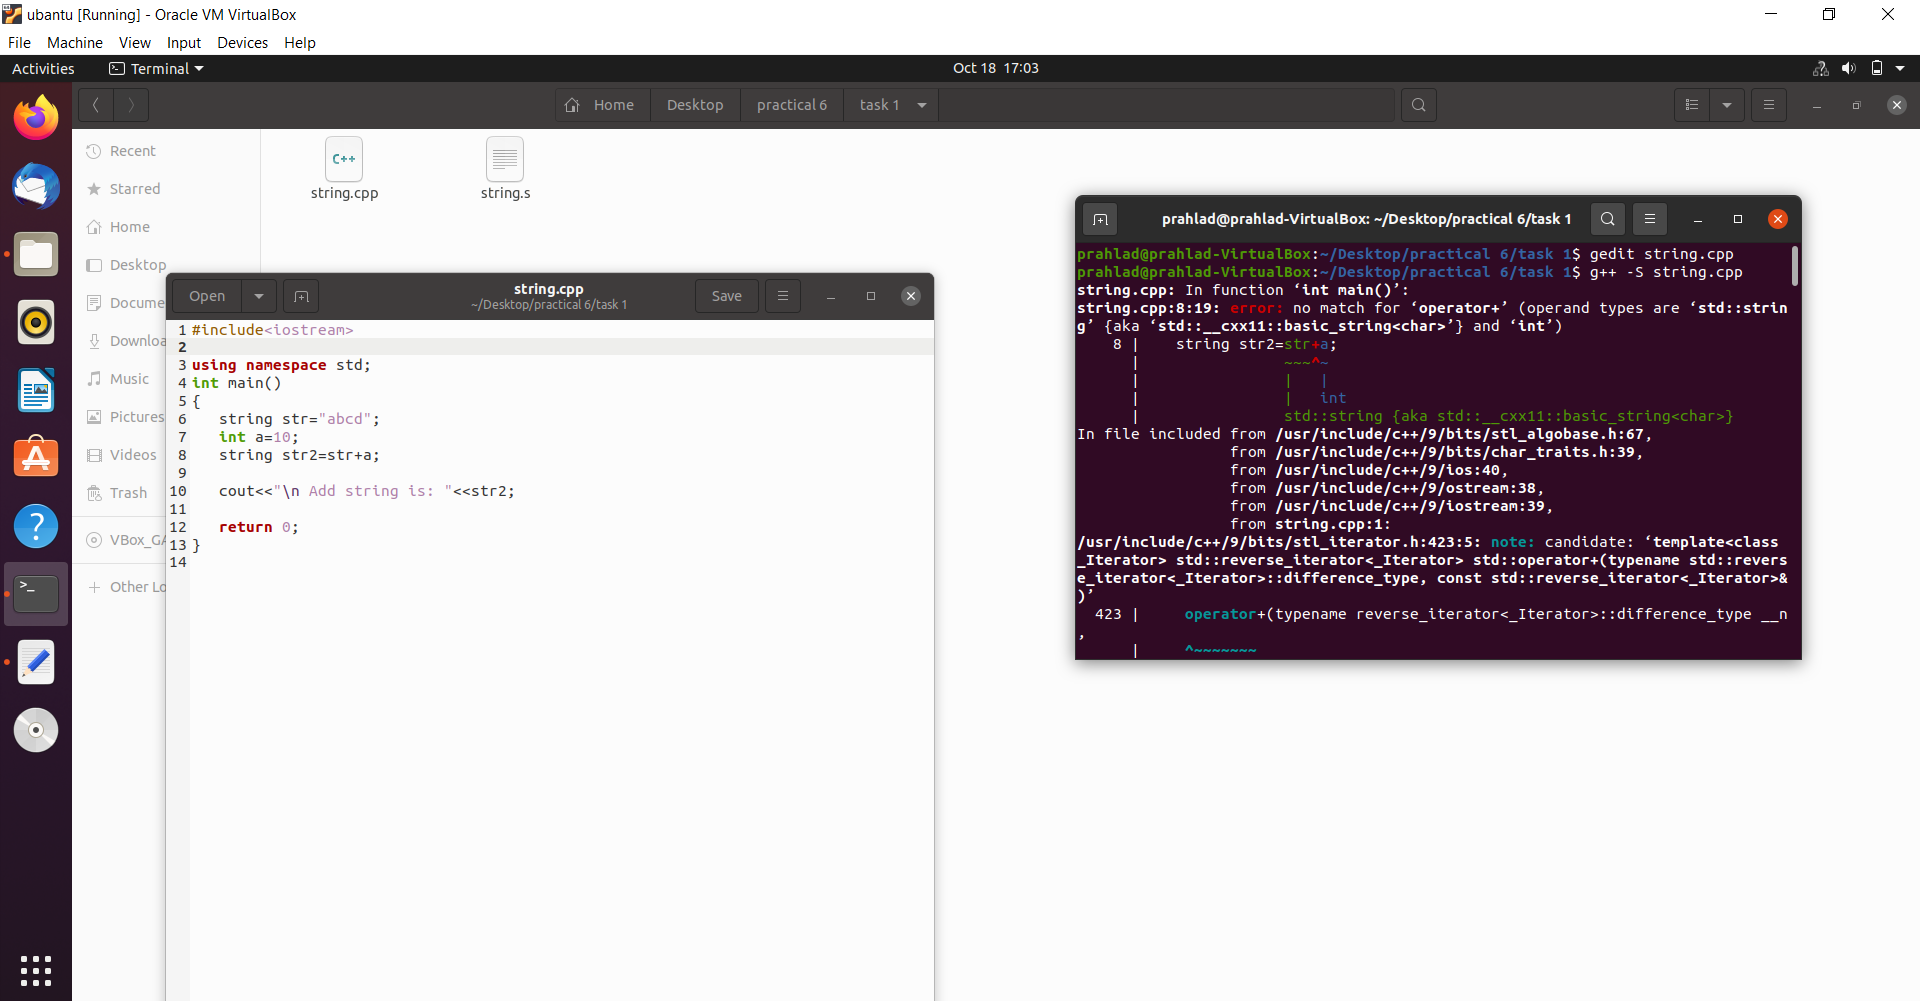 ubantu [Running] - Oracle VM VirtualBox
File Machine View Input Devices Help
Activities Terminal Oct 18 17:03
Home Desktop practical 6 task 1
Recent
Starred
Home
Desktop
Docume
Downloa
Music
Pictures
Videos
Trash
VBox_GA
Other Lo
C++
string.cpp
string.s
Open string.cpp Save
~/Desktop/practical 6/task 1
1 #include<iostream>
2
3 using namespace std;
4 int main()
5 {
6 string str="abcd";
7 int a=10;
8 string str2=str+a;
9
10 cout<<"\n Add string is: "<<str2;
11
12 return 0;
13 }
14
prahlad@prahlad-VirtualBox: ~/Desktop/practical 6/task 1
prahlad@prahlad-VirtualBox:~/Desktop/practical 6/task 1$ gedit string.cpp
prahlad@prahlad-VirtualBox:~/Desktop/practical 6/task 1$ g++ -S string.cpp
string.cpp: In function ‘int main()’:
string.cpp:8:19: error: no match for ‘operator+’ (operand types are ‘std::strin
g’ {aka ‘std::__cxx11::basic_string<char>’} and ‘int’)
8 | string str2=str+a;
| ~~~^~
| | |
| | int
| std::string {aka std::__cxx11::basic_string<char>}
In file included from /usr/include/c++/9/bits/stl_algobase.h:67,
from /usr/include/c++/9/bits/char_traits.h:39,
from /usr/include/c++/9/ios:40,
from /usr/include/c++/9/ostream:38,
from /usr/include/c++/9/iostream:39,
from string.cpp:1:
/usr/include/c++/9/bits/stl_iterator.h:423:5: note: candidate: ‘template<class
_Iterator> std::reverse_iterator<_Iterator> std::operator+(typename std::revers
e_iterator<_Iterator>::difference_type, const std::reverse_iterator<_Iterator>&
)’
423 | operator+(typename reverse_iterator<_Iterator>::difference_type __n
,
| ^~~~~~~~